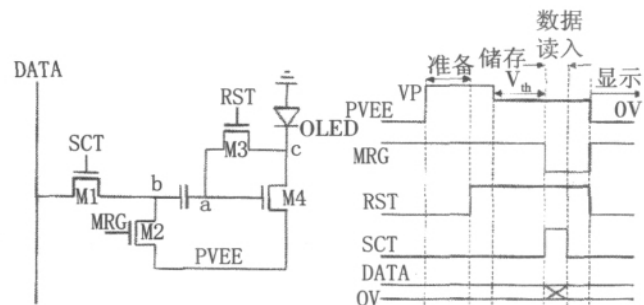 DATA
SCT
M1
b
MRG
M2
PVEE
a
RST
M3
OLED
c
M4
数据
准备
储存
读入
显示
VP
Vth
PVEE
0V
MRG
RST
SCT
DATA
0V